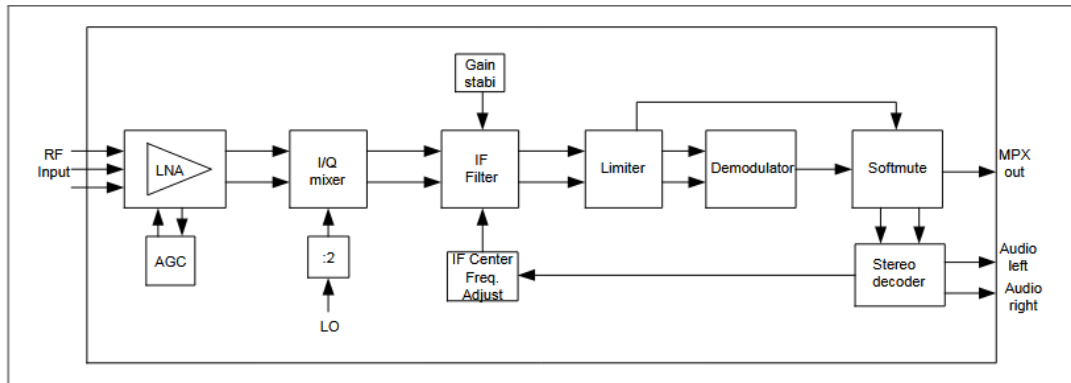 Gain
stabi
RF
Input
LNA
I/Q
mixer
IF
Filter
Limiter
Demodulator
Softmute
MPX
out
AGC
:2
IF Center
Freq.
Adjust
Stereo
decoder
Audio
left
Audio
right
LO